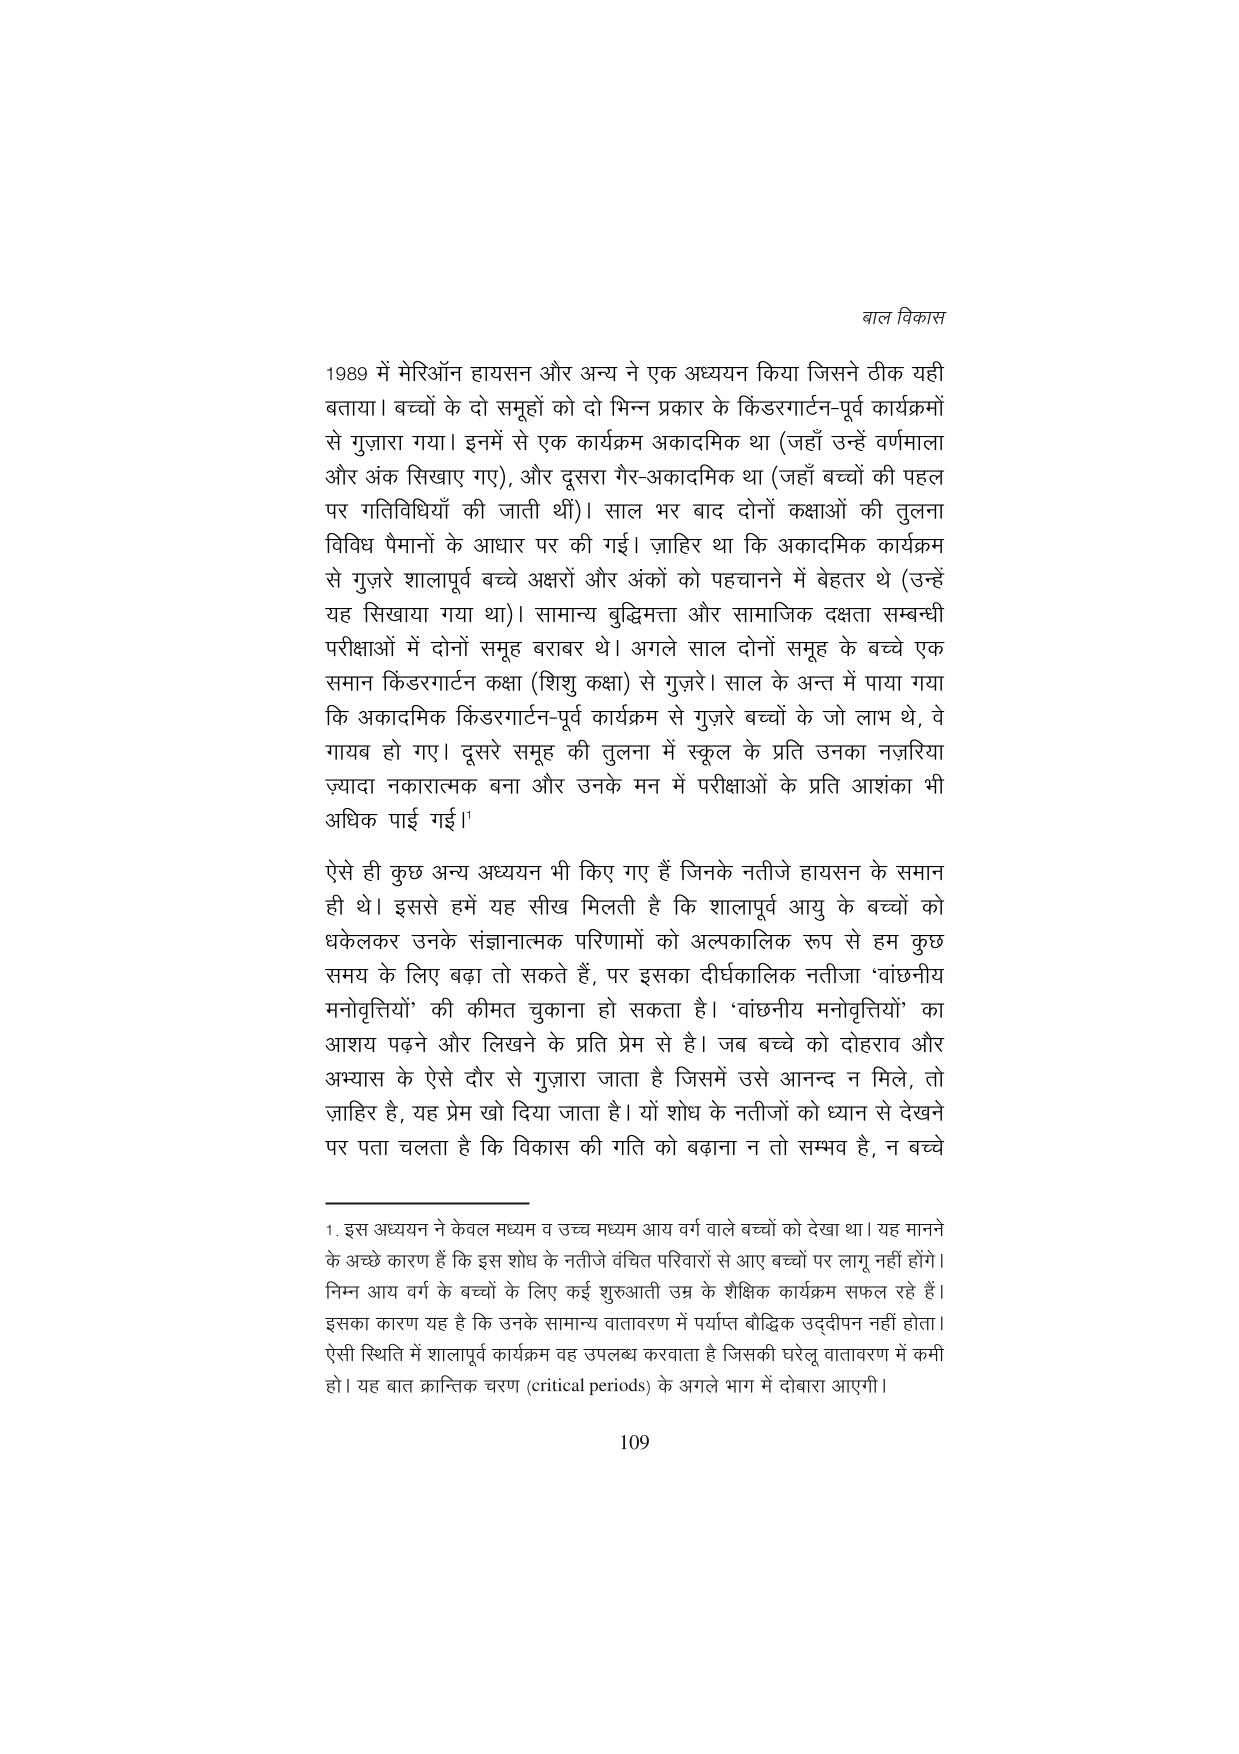 बाल विकास
1989 में मेरिऑन हायसन और अन्य ने एक अध्ययन किया जिसने ठीक यही
बताया। बच्चों के दो समूहों को दो भिन्न प्रकार के किंडरगार्टन-पूर्व कार्यक्रमों
से गुज़ारा गया। इनमें से एक कार्यक्रम अकादमिक था (जहाँ उन्हें वर्णमाला
और अंक सिखाए गए), और दूसरा गैर-अकादमिक था (जहाँ बच्चों की पहल
पर गतिविधियाँ की जाती थीं)। साल भर बाद दोनों कक्षाओं की तुलना
विविध पैमानों के आधार पर की गई। ज़ाहिर था कि अकादमिक कार्यक्रम
से गुज़रे शालापूर्व बच्चे अक्षरों और अंकों को पहचानने में बेहतर थे (उन्हें
यह सिखाया गया था)। सामान्य बुद्धिमत्ता और सामाजिक दक्षता सम्बन्धी
परीक्षाओं में दोनों समूह बराबर थे। अगले साल दोनों समूह के बच्चे एक
समान किंडरगार्टन कक्षा (शिशु कक्षा) से गुज़रे। साल के अन्त में पाया गया
कि अकादमिक किंडरगार्टन-पूर्व कार्यक्रम से गुज़रे बच्चों के जो लाभ थे, वे
गायब हो गए। दूसरे समूह की तुलना में स्कूल के प्रति उनका नज़रिया
ज़्यादा नकारात्मक बना और उनके मन में परीक्षाओं के प्रति आशंका भी
अधिक पाई गई।¹
ऐसे ही कुछ अन्य अध्ययन भी किए गए हैं जिनके नतीजे हायसन के समान
ही थे। इससे हमें यह सीख मिलती है कि शालापूर्व आयु के बच्चों को
धकेलकर उनके संज्ञानात्मक परिणामों को अल्पकालिक रूप से हम कुछ
समय के लिए बढ़ा तो सकते हैं, पर इसका दीर्घकालिक नतीजा ‘वांछनीय
मनोवृत्तियों’ की कीमत चुकाना हो सकता है। ‘वांछनीय मनोवृत्तियों’ का
आशय पढ़ने और लिखने के प्रति प्रेम से है। जब बच्चे को दोहराव और
अभ्यास के ऐसे दौर से गुज़ारा जाता है जिसमें उसे आनन्द न मिले, तो
ज़ाहिर है, यह प्रेम खो दिया जाता है। यों शोध के नतीजों को ध्यान से देखने
पर पता चलता है कि विकास की गति को बढ़ाना न तो सम्भव है, न बच्चे
1. इस अध्ययन ने केवल मध्यम व उच्च मध्यम आय वर्ग वाले बच्चों को देखा था। यह मानने
के अच्छे कारण हैं कि इस शोध के नतीजे वंचित परिवारों से आए बच्चों पर लागू नहीं होंगे।
निम्न आय वर्ग के बच्चों के लिए कई शुरुआती उम्र के शैक्षिक कार्यक्रम सफल रहे हैं।
इसका कारण यह है कि उनके सामान्य वातावरण में पर्याप्त बौद्धिक उद्‌दीपन नहीं होता।
ऐसी स्थिति में शालापूर्व कार्यक्रम वह उपलब्ध करवाता है जिसकी घरेलू वातावरण में कमी
हो। यह बात क्रान्तिक चरण (critical periods) के अगले भाग में दोबारा आएगी।
109